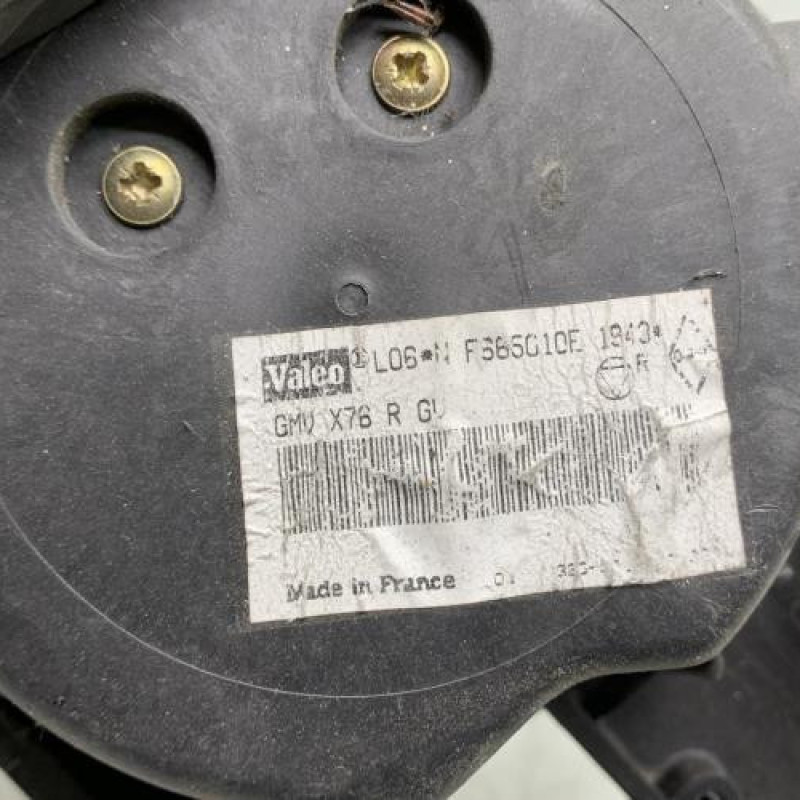 Valeo L06*N F665010E 1943*
R
GMV X76 R GV
Made in France